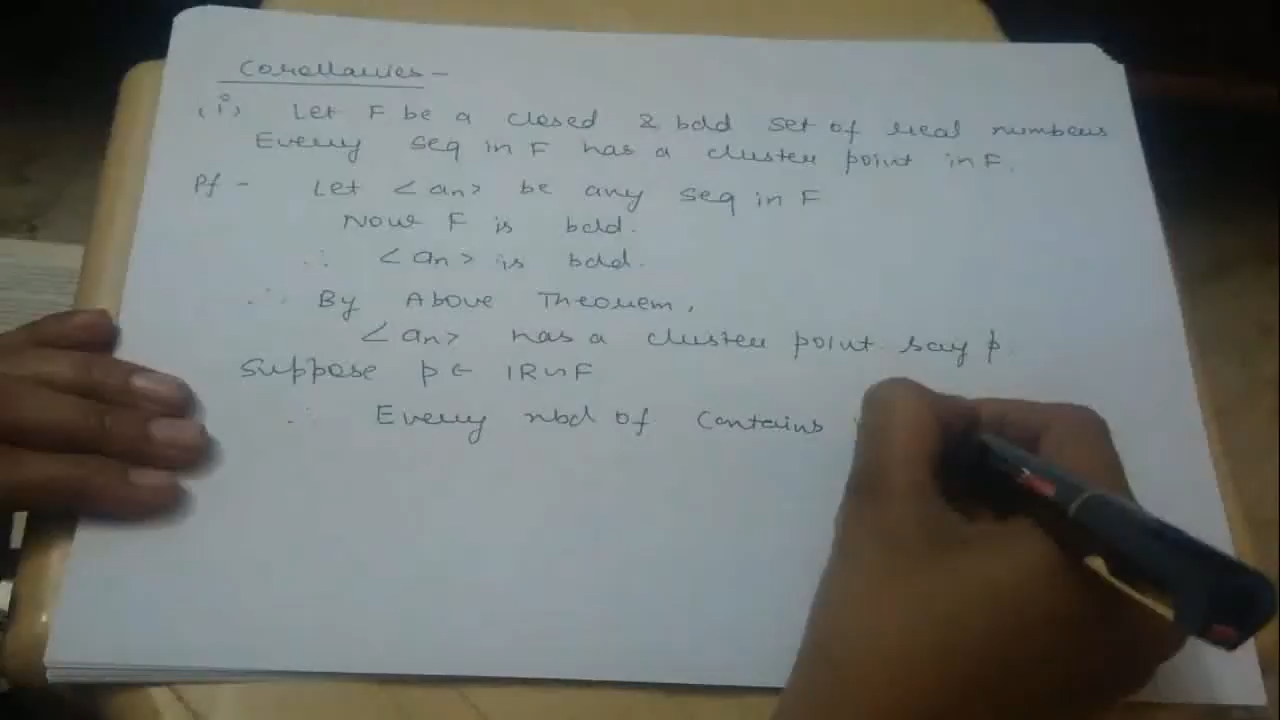 Corollaries -
(i) Let F be a closed & bdd set of real numbers
Every seq in F has a cluster point in F.
Pf - Let <an> be any seq in F
Now F is bdd.
∴ <an> is bdd.
∴ By Above Theorem,
<an> has a cluster point say p.
Suppose p ∈ IR ~ F
∴ Every nbd of contains